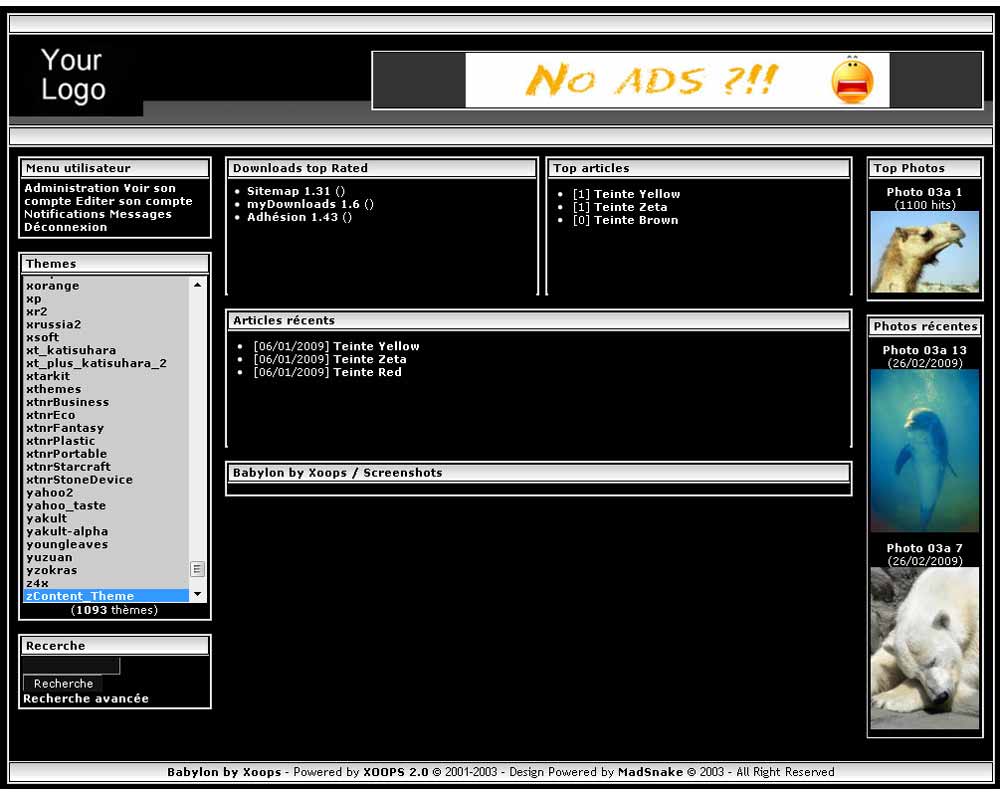 Your
Logo
No ADS ?!!
Menu utilisateur
Administration Voir son
compte Editer son compte
Notifications Messages
Déconnexion
Themes
xorange
xp
xr2
xrussia2
xsoft
xt_katisuhara
xt_plus_katisuhara_2
xtarkit
xthemes
xtnrBusiness
xtnrEco
xtnrFantasy
xtnrPlastic
xtnrPortable
xtnrStarcraft
xtnrStoneDevice
yahoo2
yahoo_taste
yakult
yakult-alpha
youngleaves
yuzuan
yzokras
z4x
zContent_Theme
(1093 thèmes)
Recerche
Recherche
Recherche avancée
Downloads top Rated
Sitemap 1.31 ()
myDownloads 1.6 ()
Adhésion 1.43 ()
Top articles
[1] Teinte Yellow
[1] Teinte Zeta
[0] Teinte Brown
Articles récents
[06/01/2009] Teinte Yellow
[06/01/2009] Teinte Zeta
[06/01/2009] Teinte Red
Babylon by Xoops / Screenshots
Top Photos
Photo 03a 1
(1100 hits)
Photos récentes
Photo 03a 13
(26/02/2009)
Photo 03a 7
(26/02/2009)
Babylon by Xoops - Powered by XOOPS 2.0 © 2001-2003 - Design Powered by MadSnake © 2003 - All Right Reserved